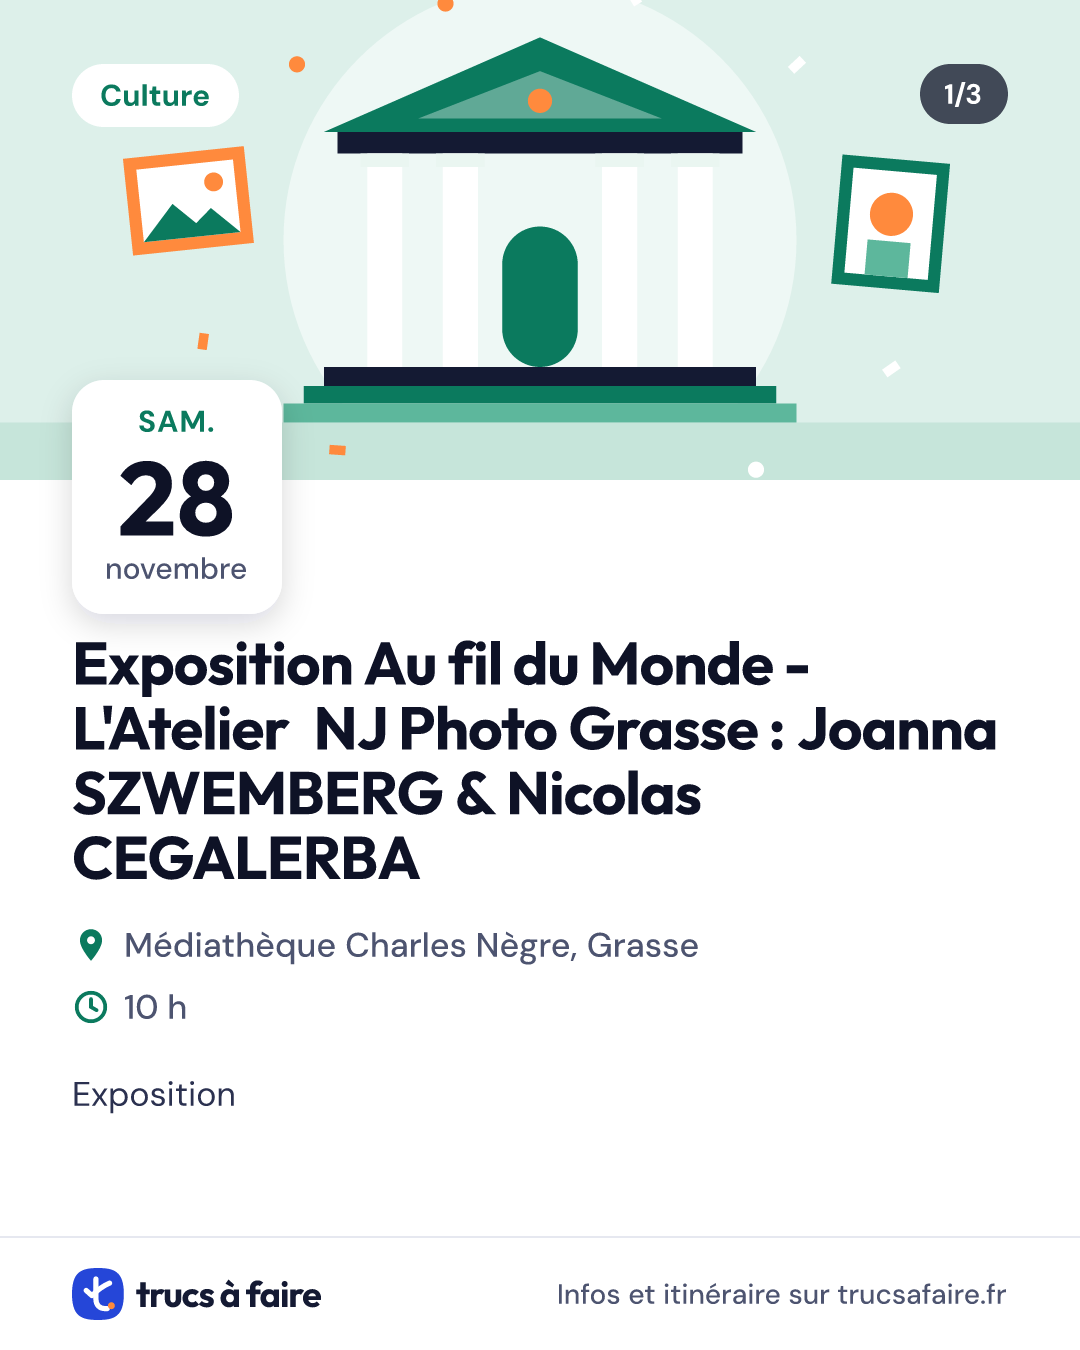 Culture
1/3
SAM.
28
novembre
Exposition Au fil du Monde -
L'Atelier  NJ Photo Grasse : Joanna
SZWEMBERG & Nicolas
CEGALERBA
Médiathèque Charles Nègre, Grasse
10 h
Exposition
trucs à faire
Infos et itinéraire sur trucsafaire.fr